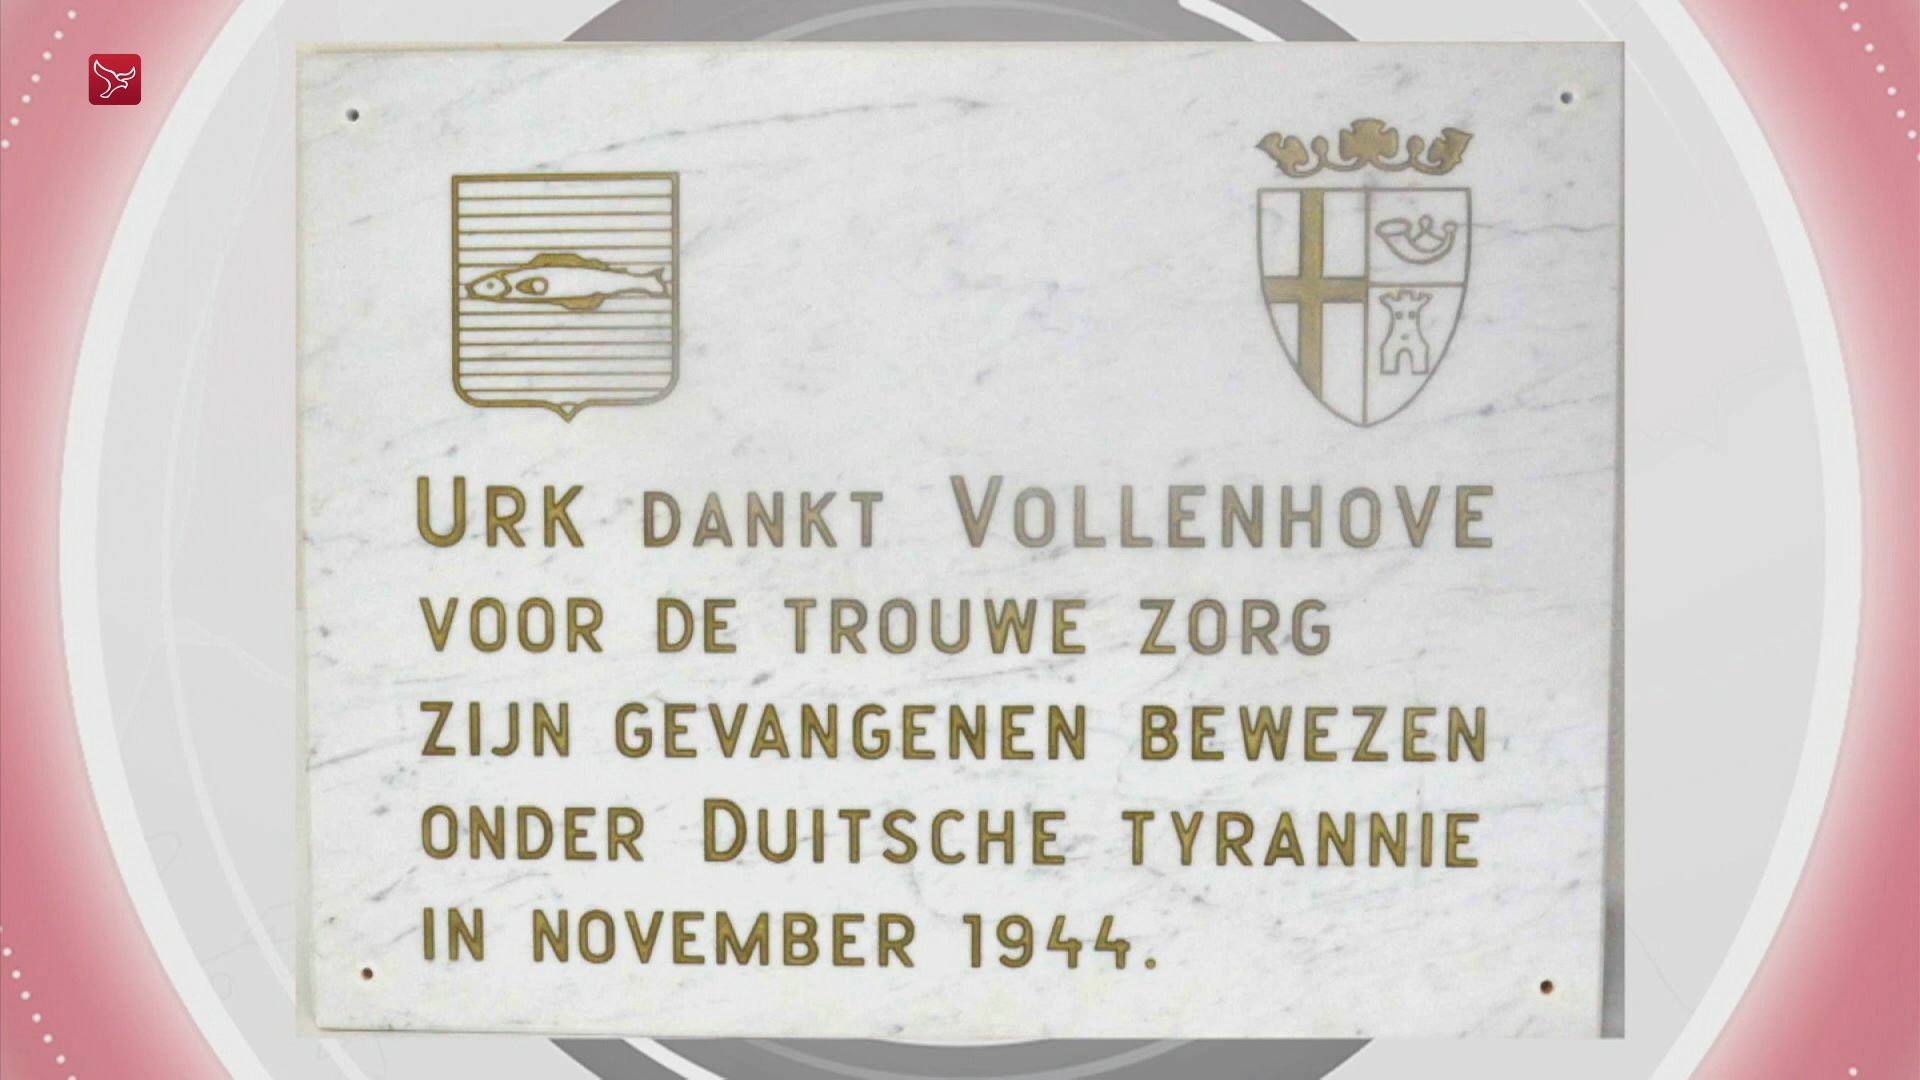 URK DANKT VOLLENHOVE
VOOR DE TROUWE ZORG
ZIJN GEVANGENEN BEWEZEN
ONDER DUITSCHE TYRANNIE
IN NOVEMBER 1944.